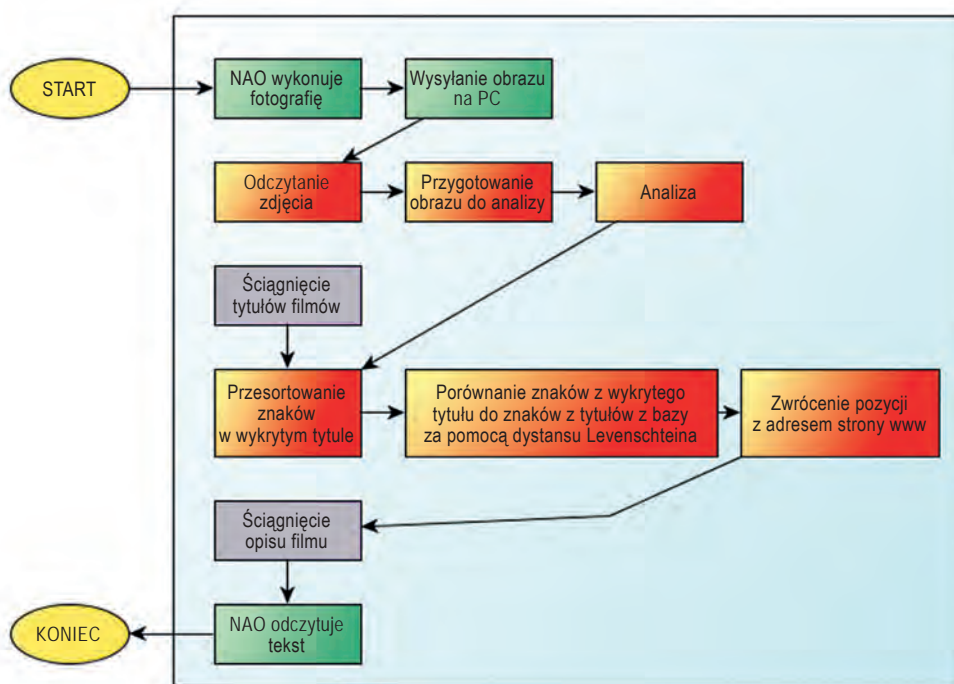 START
NAO wykonuje
fotografię
Wysyłanie obrazu
na PC
Odczytanie
zdjęcia
Przygotowanie
obrazu do analizy
Analiza
Ściągnięcie
tytułów filmów
Przesortowanie
znaków
w wykrytym tytule
Porównanie znaków z wykrytego
tytułu do znaków z tytułów z bazy
za pomocą dystansu Levenschteina
Zwrócenie pozycji
z adresem strony www
Ściągnięcie
opisu filmu
KONIEC
NAO odczytuje
tekst